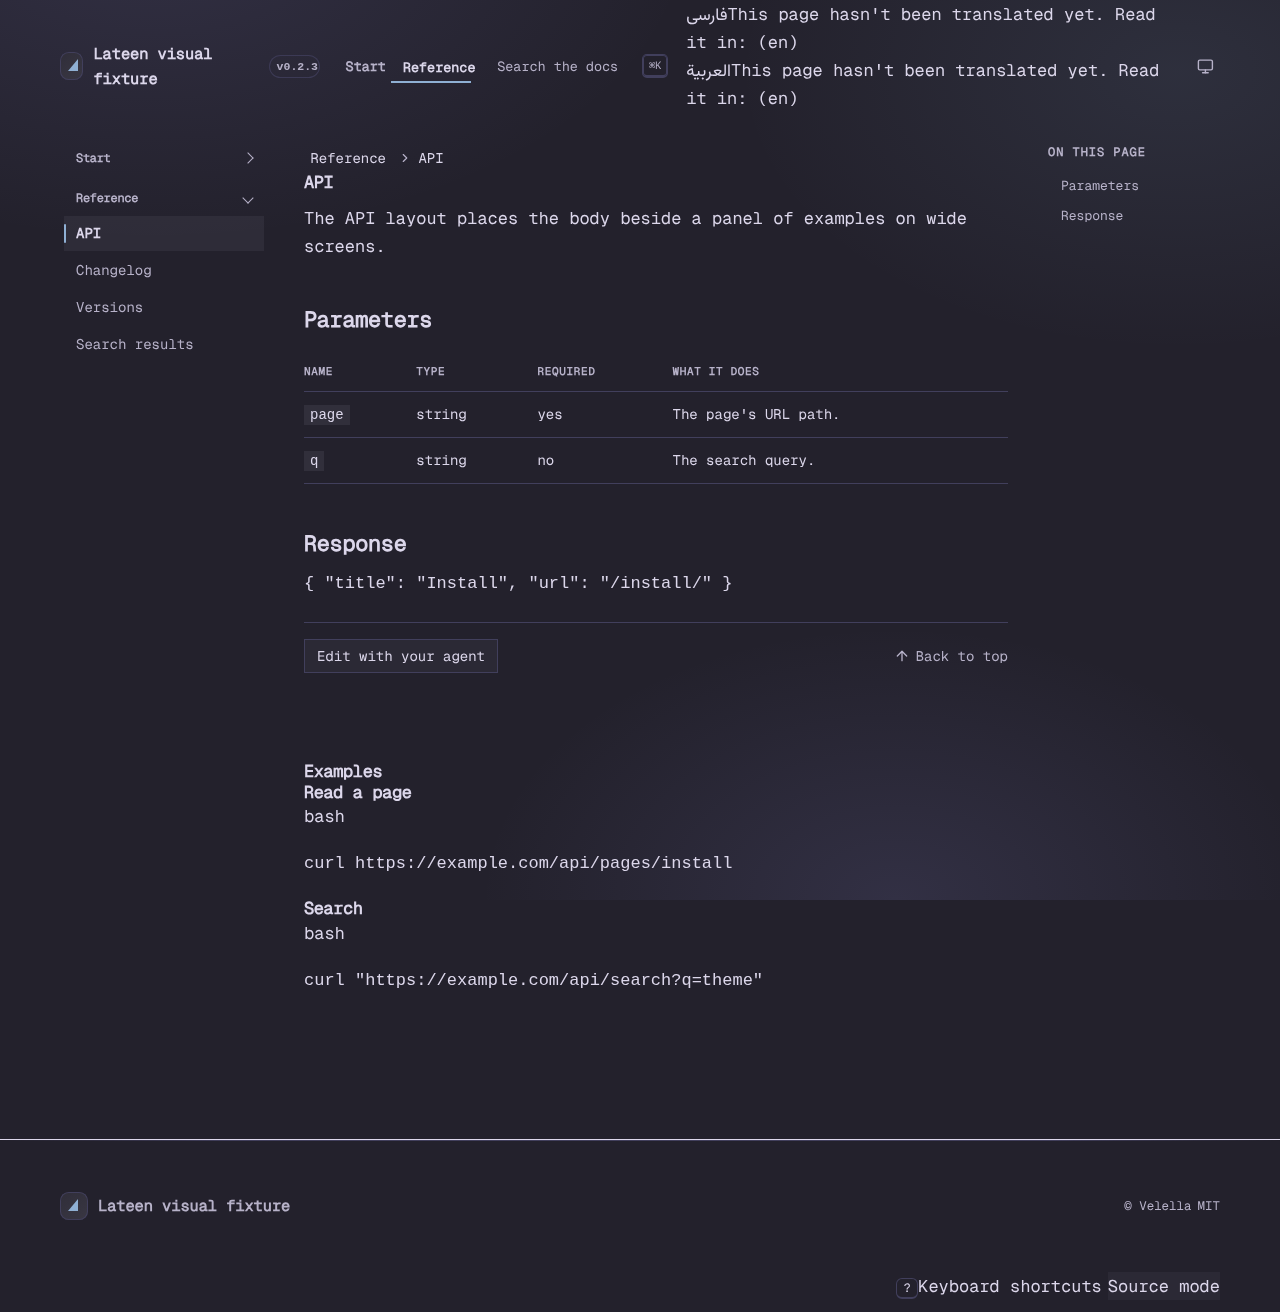 Lateen visual fixture
v0.2.3
Start
Reference
Search the docs
⌘K
فارسیThis page hasn't been translated yet. Read it in: (en)
العربيةThis page hasn't been translated yet. Read it in: (en)
Start
Reference
API
Changelog
Versions
Search results
Reference > API
API
The API layout places the body beside a panel of examples on wide
screens.
Parameters
NAME TYPE REQUIRED WHAT IT DOES
page string yes The page's URL path.
q string no The search query.
Response
{ "title": "Install", "url": "/install/" }
Edit with your agent
↑ Back to top
Examples
Read a page
bash
curl https://example.com/api/pages/install
Search
bash
curl "https://example.com/api/search?q=theme"
ON THIS PAGE
Parameters
Response
Lateen visual fixture
© Velella MIT
? Keyboard shortcuts Source mode